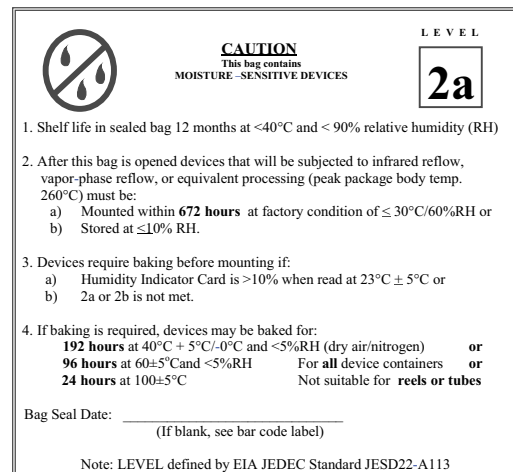 LEVEL
CAUTION
This bag contains
MOISTURE –SENSITIVE DEVICES
2a
1. Shelf life in sealed bag 12 months at <40°C and < 90% relative humidity (RH)
2. After this bag is opened devices that will be subjected to infrared reflow,
vapor-phase reflow, or equivalent processing (peak package body temp.
260°C) must be:
a) Mounted within 672 hours at factory condition of ≤ 30°C/60%RH or
b) Stored at ≤10% RH.
3. Devices require baking before mounting if:
a) Humidity Indicator Card is >10% when read at 23°C ± 5°C or
b) 2a or 2b is not met.
4. If baking is required, devices may be baked for:
192 hours at 40°C + 5°C/-0°C and <5%RH (dry air/nitrogen) or
96 hours at 60±5°Cand <5%RH For all device containers or
24 hours at 100±5°C Not suitable for reels or tubes
Bag Seal Date: ______________________________
(If blank, see bar code label)
Note: LEVEL defined by EIA JEDEC Standard JESD22-A113